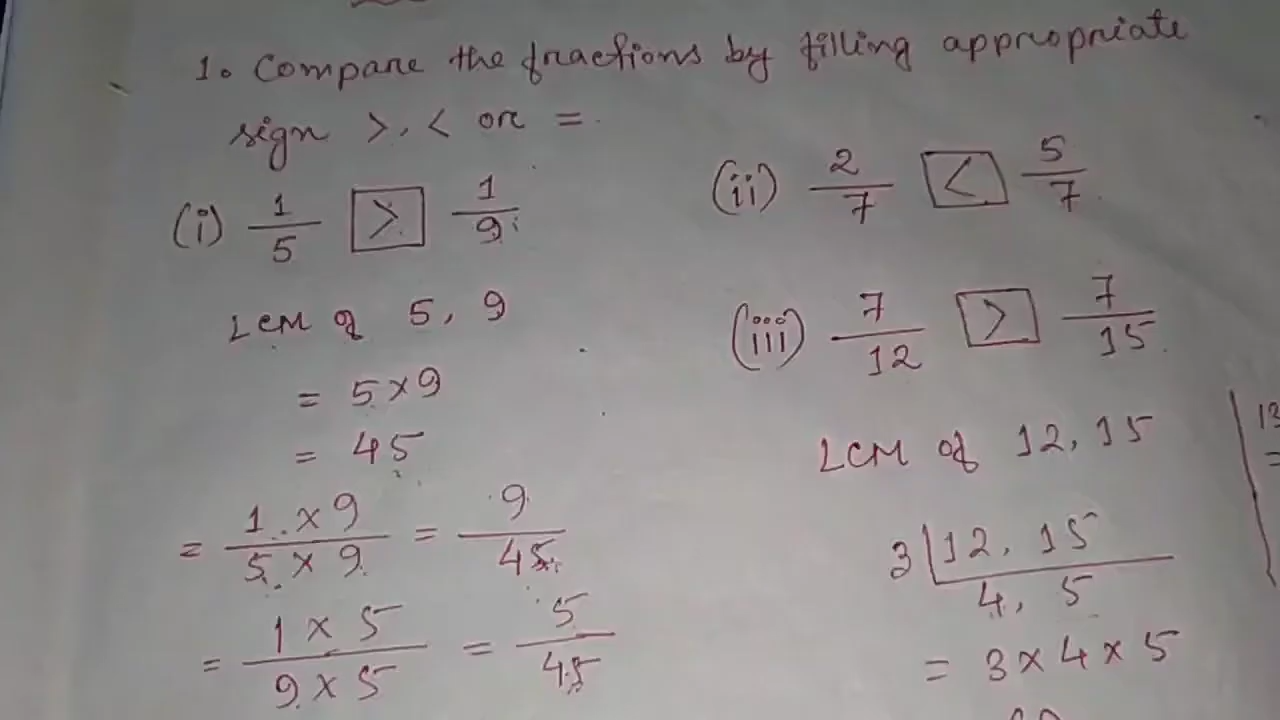 1. Compare the fractions by filling appropriate
sign >, < or =.
(i) 1/5 > 1/9
LCM of 5, 9
= 5×9
= 45
= 1×9/5×9 = 9/45
= 1×5/9×5 = 5/45
(ii) 2/7 < 5/7
(iii) 7/12 > 7/15
LCM of 12, 15
3 | 12, 15
4, 5
= 3×4×5